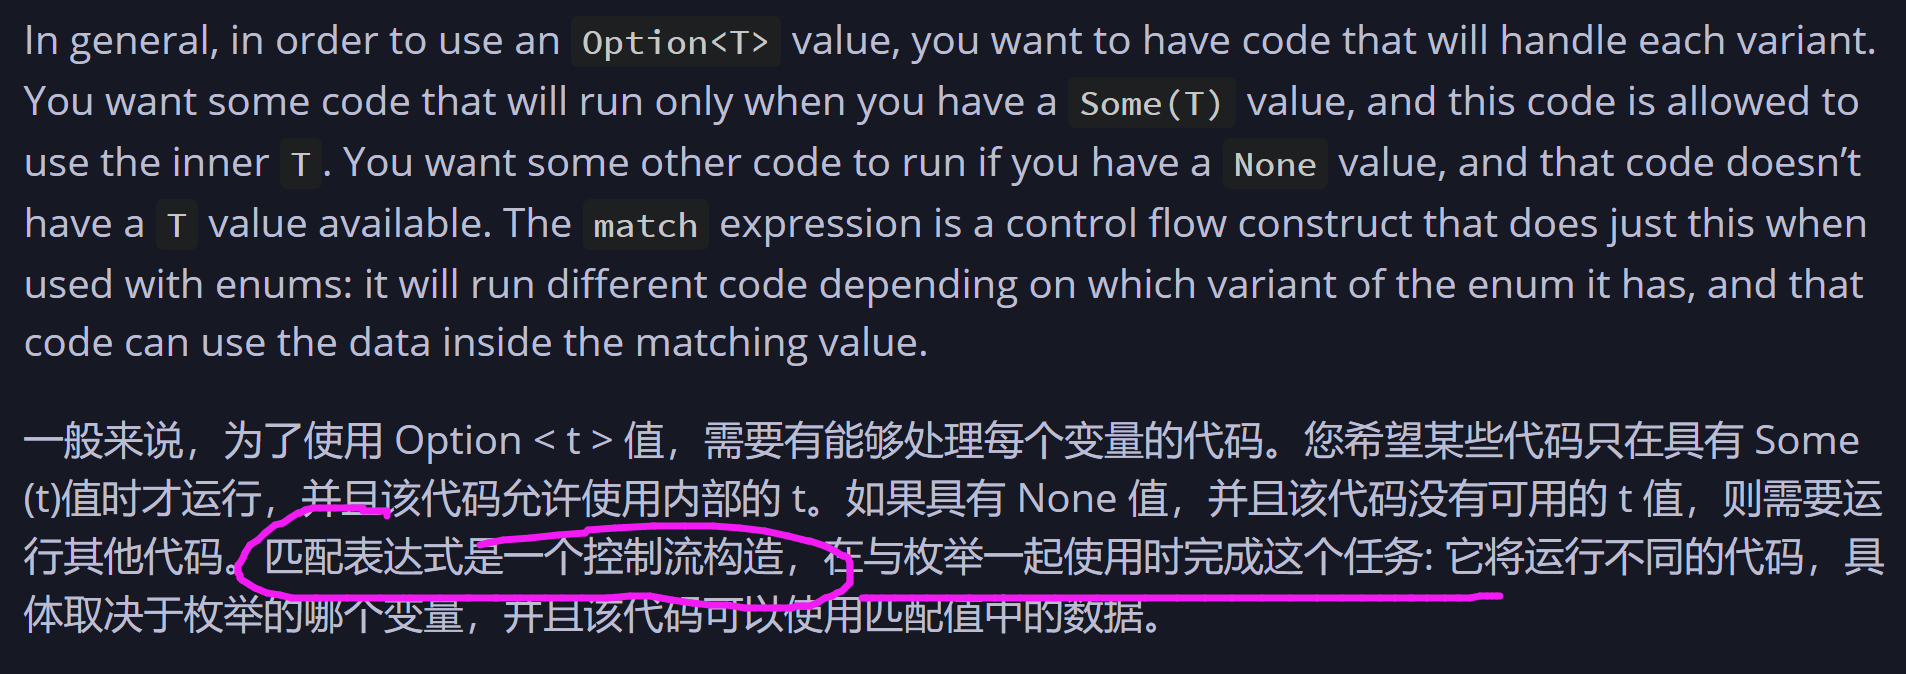 In general, in order to use an Option<T> value, you want to have code that will handle each variant.
You want some code that will run only when you have a Some(T) value, and this code is allowed to
use the inner T. You want some other code to run if you have a None value, and that code doesn’t
have a T value available. The match expression is a control flow construct that does just this when
used with enums: it will run different code depending on which variant of the enum it has, and that
code can use the data inside the matching value.
一般来说，为了使用 Option < t > 值，需要有能够处理每个变量的代码。您希望某些代码只在具有 Some
(t)值时才运行，并且该代码允许使用内部的 t。如果具有 None 值，并且该代码没有可用的 t 值，则需要运
行其他代码。匹配表达式是一个控制流构造，在与枚举一起使用时完成这个任务: 它将运行不同的代码，具
体取决于枚举的哪个变量，并且该代码可以使用匹配值中的数据。